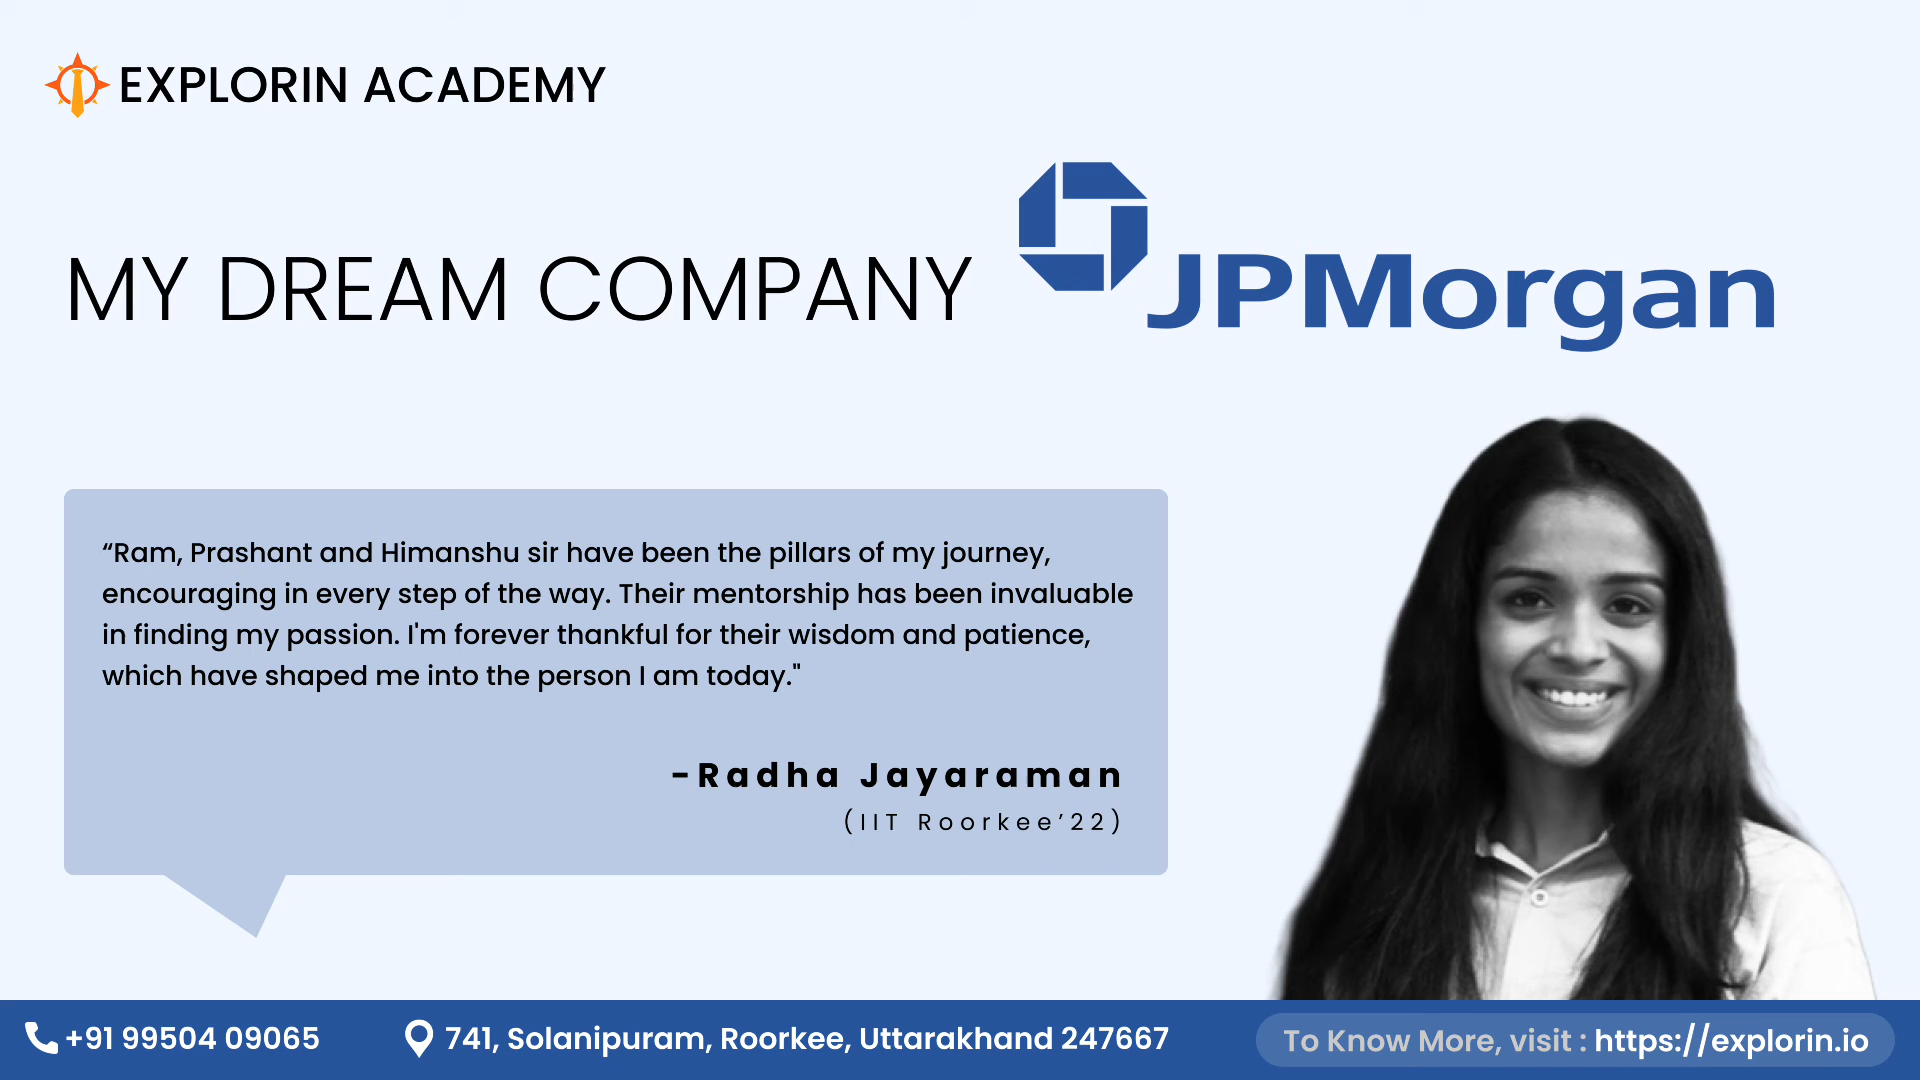 EXPLORIN ACADEMY
MY DREAM COMPANY
JPMorgan
“Ram, Prashant and Himanshu sir have been the pillars of my journey,
encouraging in every step of the way. Their mentorship has been invaluable
in finding my passion. I'm forever thankful for their wisdom and patience,
which have shaped me into the person I am today."
-Radha Jayaraman
(IIT Roorkee’22)
+91 99504 09065
741, Solanipuram, Roorkee, Uttarakhand 247667
To Know More, visit : https://explorin.io